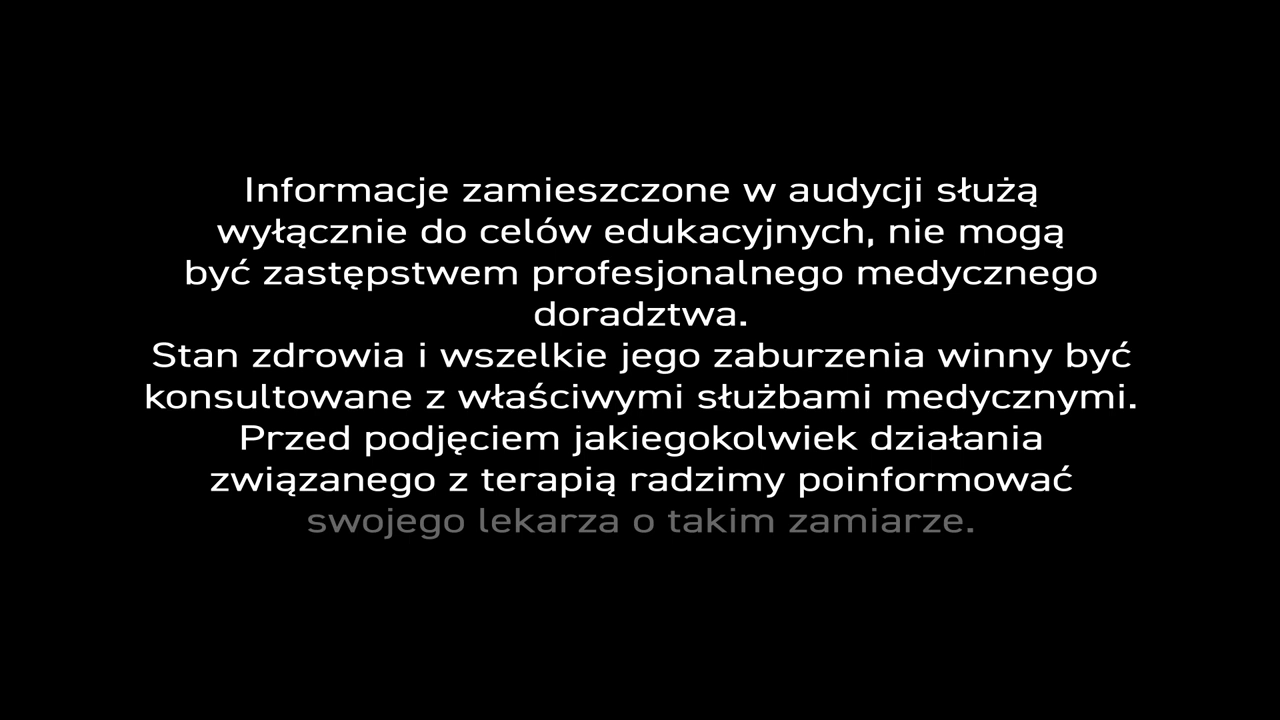 Informacje zamieszczone w audycji służą
wyłącznie do celów edukacyjnych, nie mogą
być zastępstwem profesjonalnego medycznego
doradztwa.
Stan zdrowia i wszelkie jego zaburzenia winny być
konsultowane z właściwymi służbami medycznymi.
Przed podjęciem jakiegokolwiek działania
związanego z terapią radzimy poinformować
swojego lekarza o takim zamiarze.